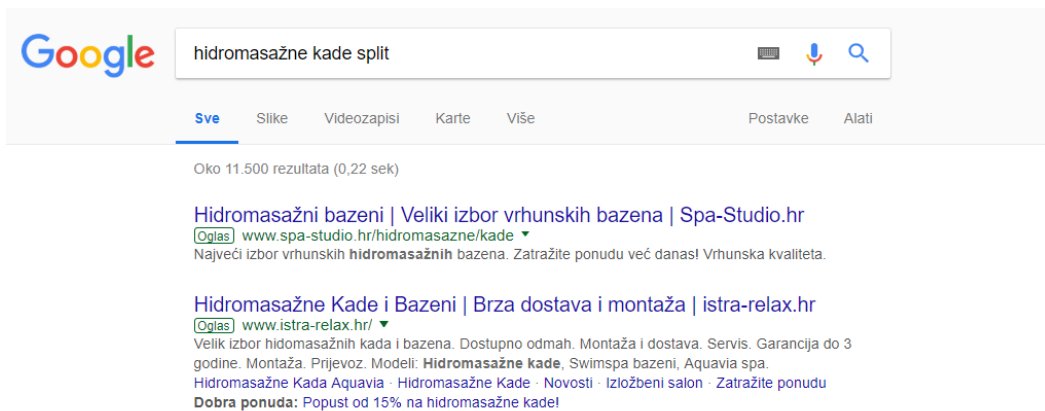 Google
hidromasažne kade split
Sve Slike Videozapisi Karte Više Postavke Alati
Oko 11.500 rezultata (0,22 sek)
Hidromasažni bazeni | Veliki izbor vrhunskih bazena | Spa-Studio.hr
Oglas www.spa-studio.hr/hidromasazne/kade
Najveći izbor vrhunskih hidromasažnih bazena. Zatražite ponudu već danas! Vrhunska kvaliteta.
Hidromasažne Kade i Bazeni | Brza dostava i montaža | istra-relax.hr
Oglas www.istra-relax.hr/
Velik izbor hidomasažnih kada i bazena. Dostupno odmah. Montaža i dostava. Servis. Garancija do 3
godine. Montaža. Prijevoz. Modeli: Hidromasažne kade, Swimspa bazeni, Aquavia spa.
Hidromasažne Kada Aquavia · Hidromasažne Kade · Novosti · Izložbeni salon · Zatražite ponudu
Dobra ponuda: Popust od 15% na hidromasažne kade!